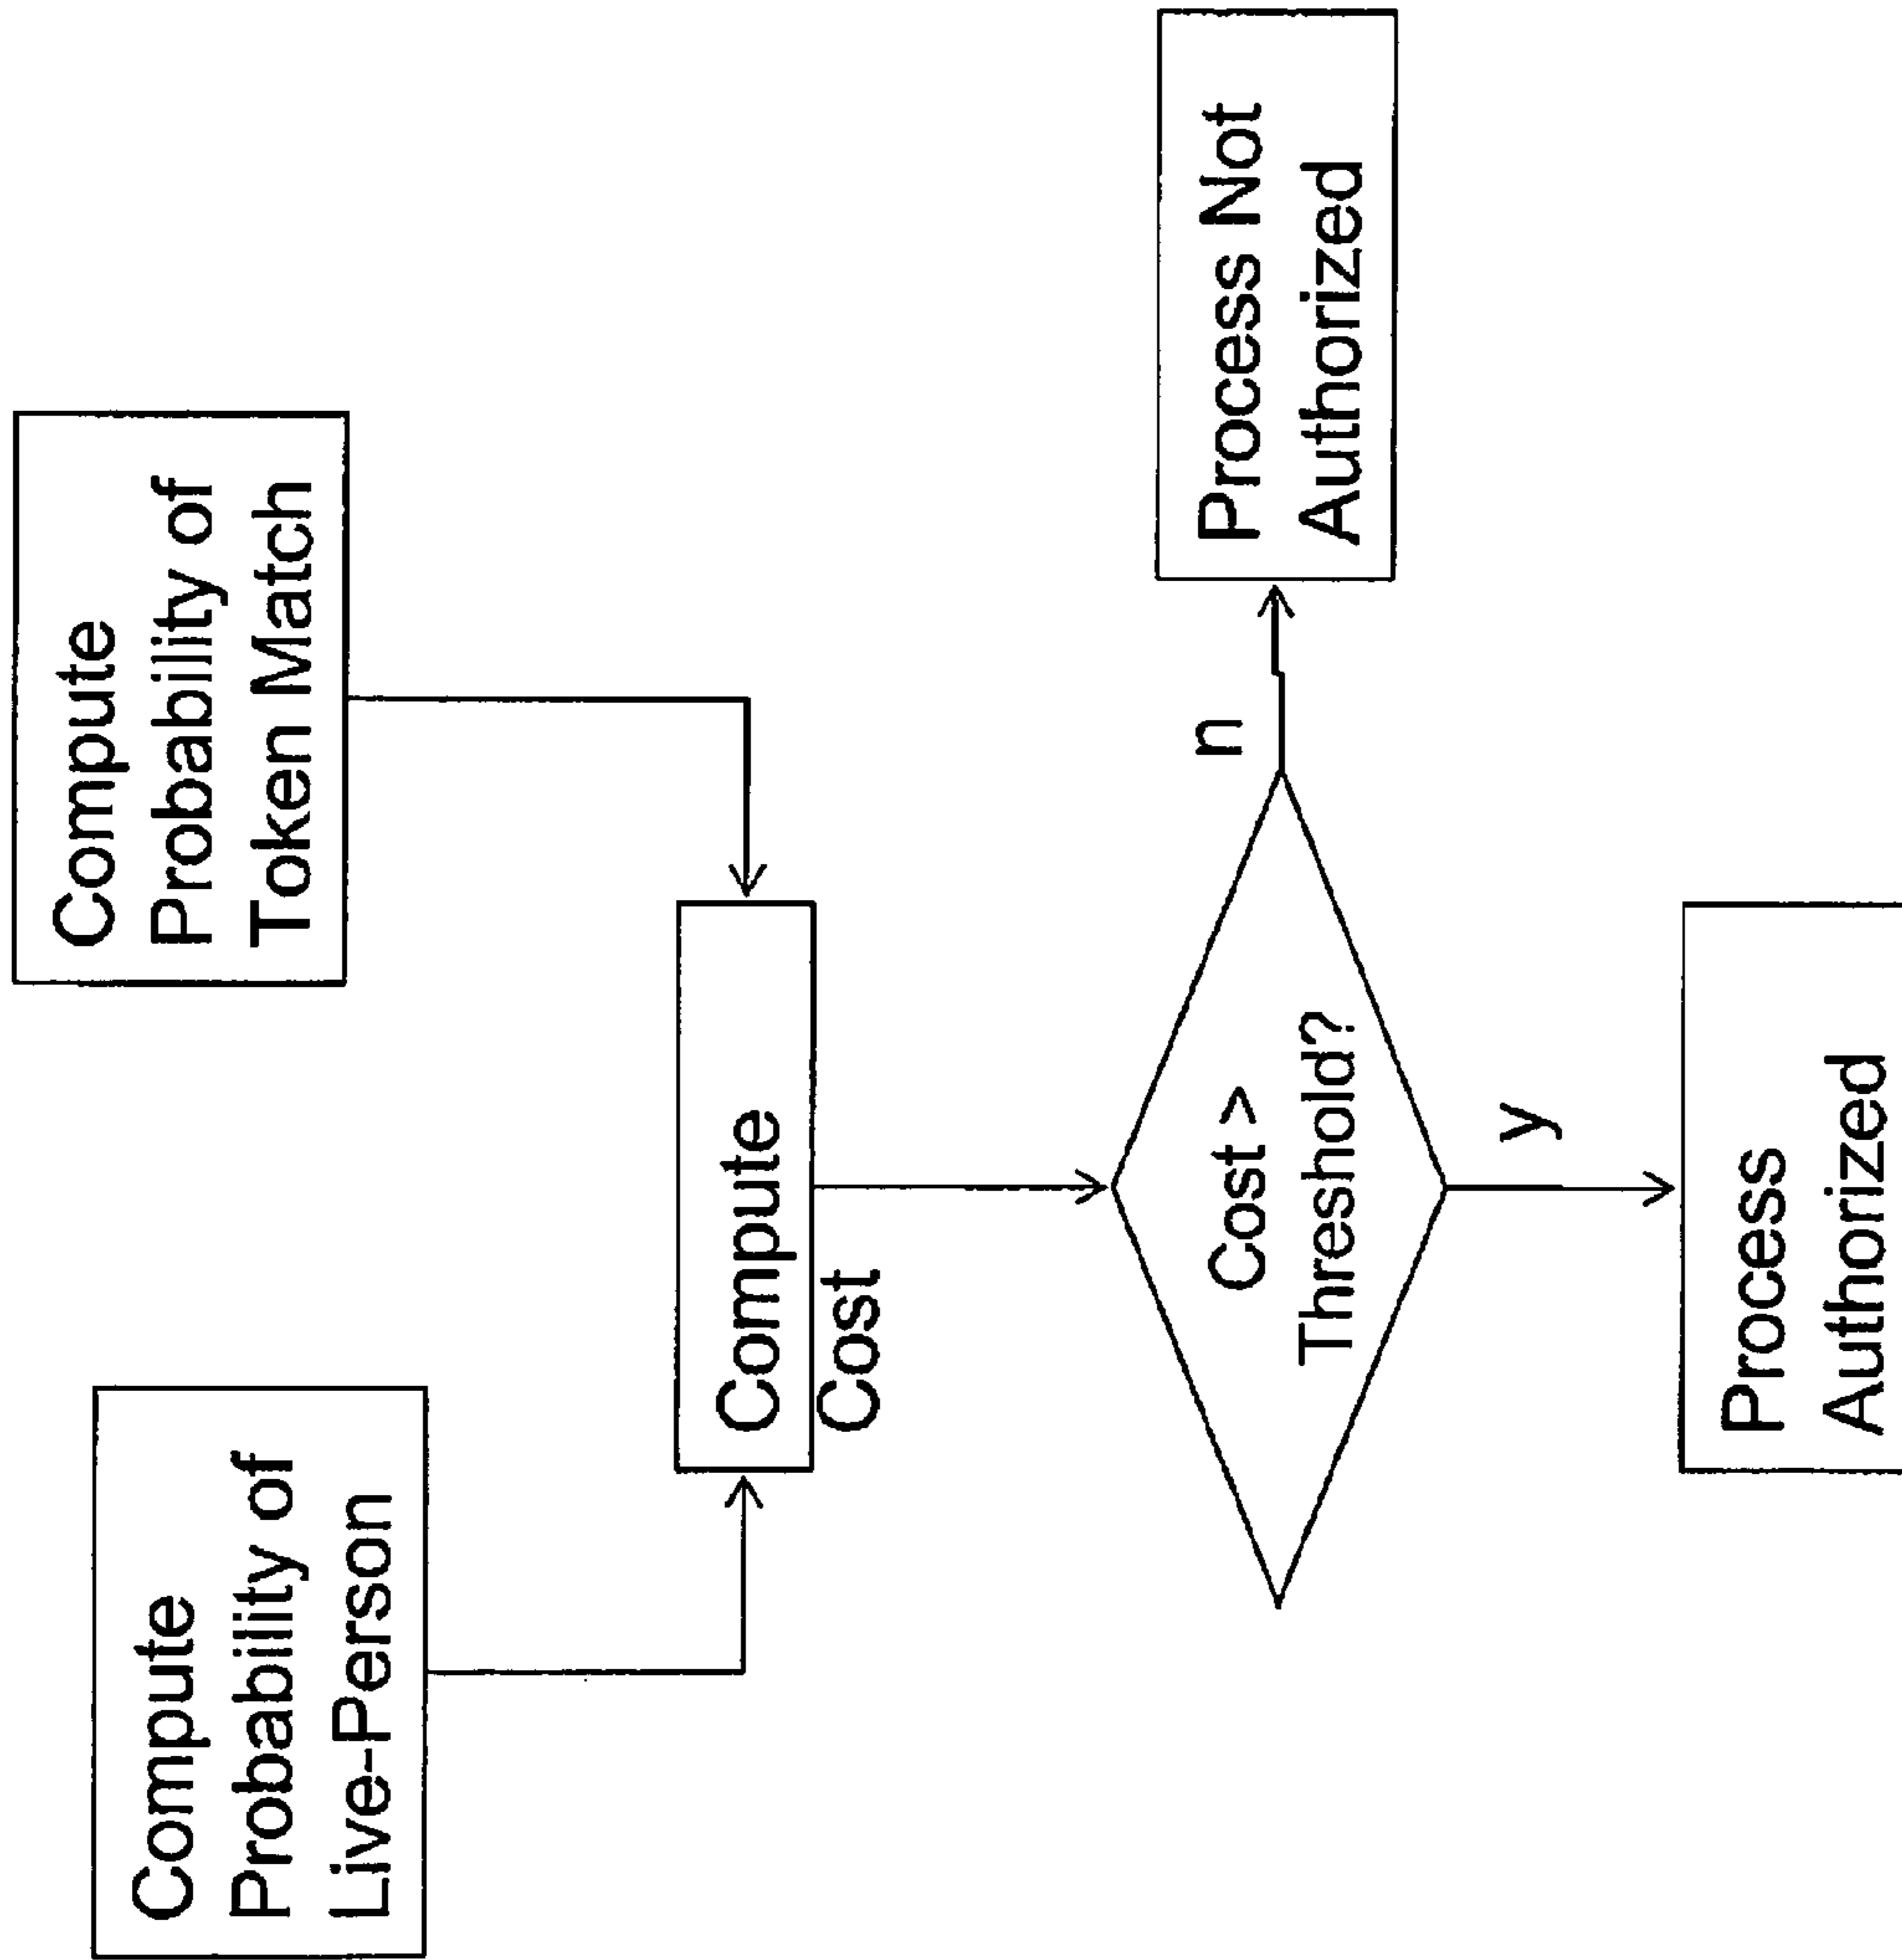 Compute
Probability of
Live-Person
Compute
Probability of
Token Match
Compute
Cost
Cost >
Threshold?
n
Process Not
Authorized
y
Process
Authorized